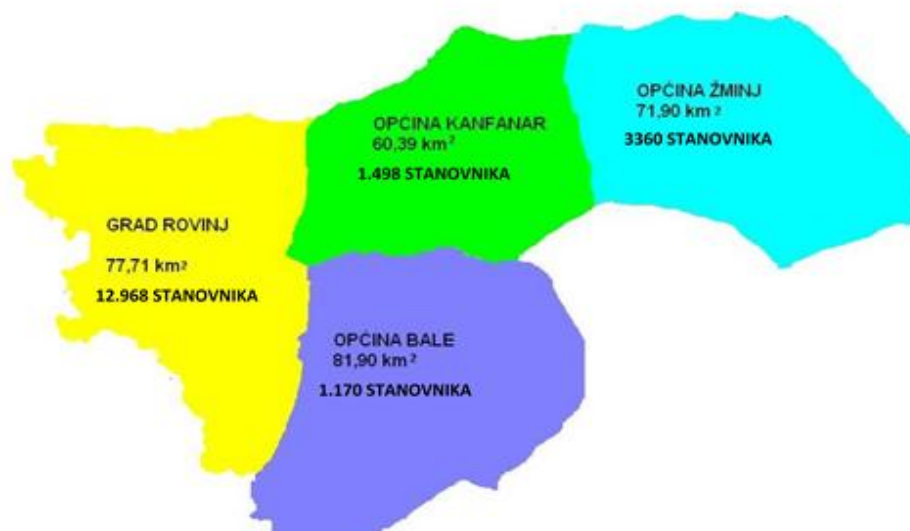 OPĆINA ŽMINJ
71,90 km²
3360 STANOVNIKA
OPĆINA KANFANAR
60,39 km²
1.498 STANOVNIKA
GRAD ROVINJ
77,71 km²
12.968 STANOVNIKA
OPĆINA BALE
81,90 km²
1.170 STANOVNIKA